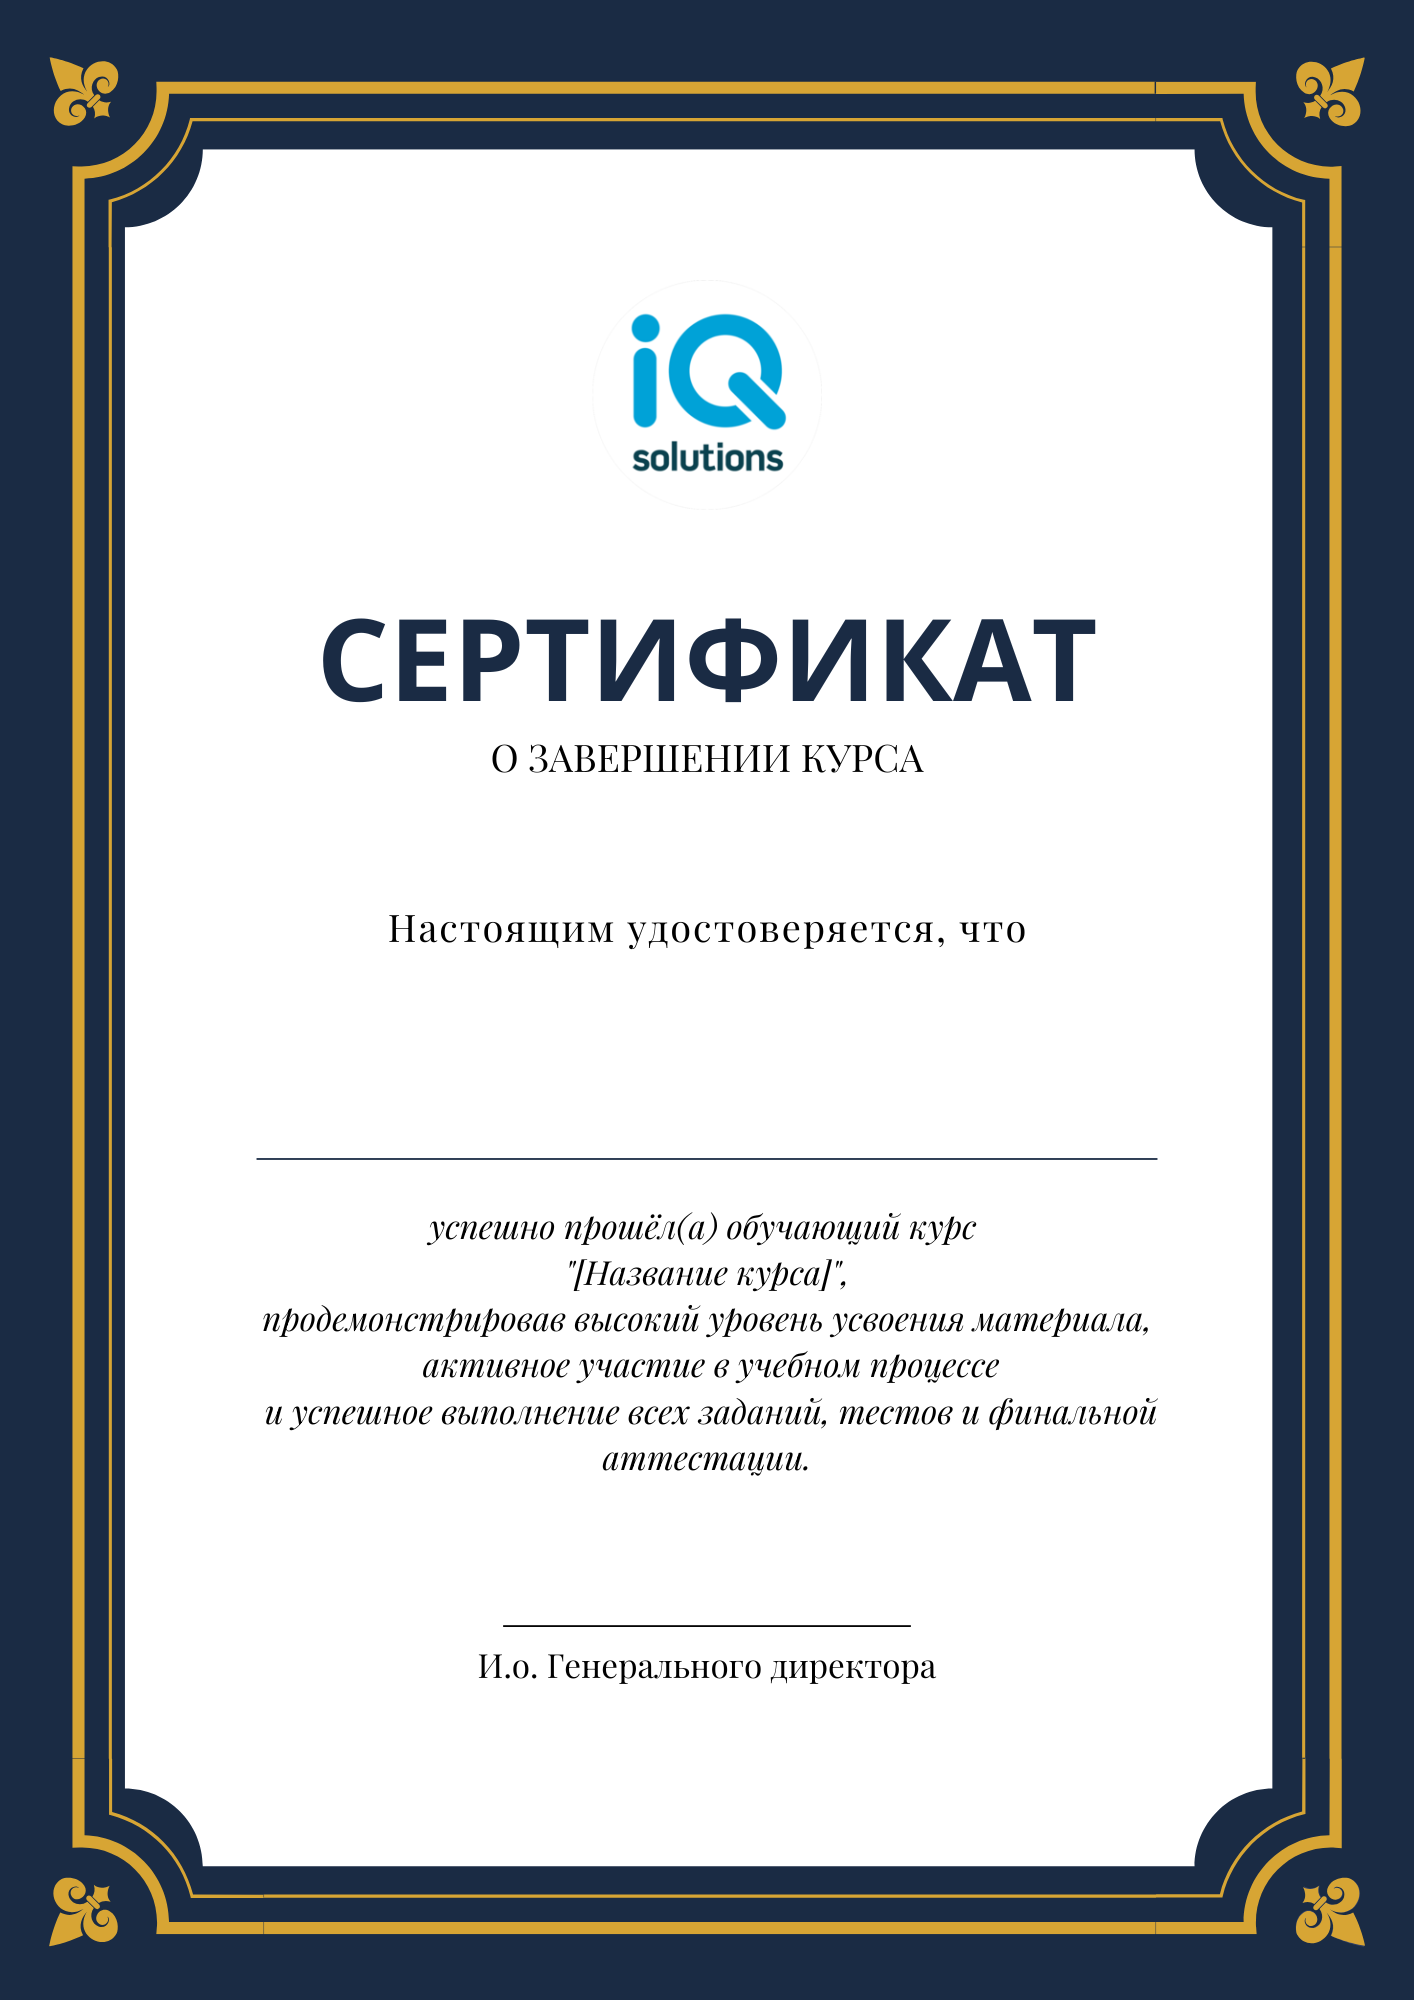 iQ
solutions
СЕРТИФИКАТ
О ЗАВЕРШЕНИИ КУРСА
Настоящим удостоверяется, что
успешно прошёл(а) обучающий курс
"[Название курса]",
продемонстрировав высокий уровень усвоения материала,
активное участие в учебном процессе
и успешное выполнение всех заданий, тестов и финальной
аттестации.
И.о. Генерального директора